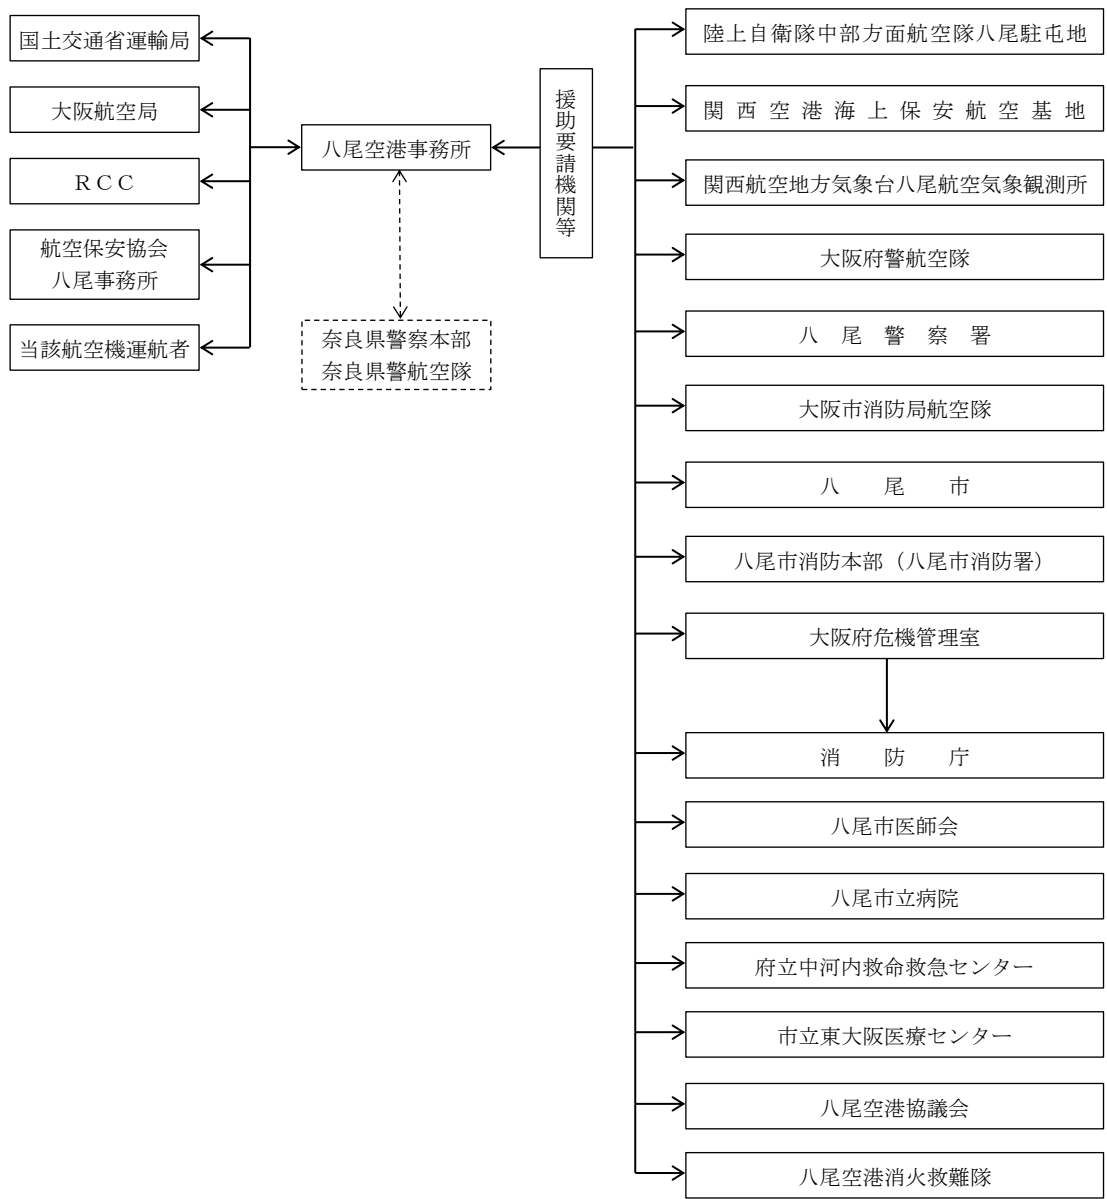 国土交通省運輸局
大阪航空局
ＲＣＣ
航空保安協会
八尾事務所
当該航空機運航者
八尾空港事務所
奈良県警察本部
奈良県警航空隊
援助要請機関等
陸上自衛隊中部方面航空隊八尾駐屯地
関西空港海上保安航空基地
関西航空地方気象台八尾航空気象観測所
大阪府警航空隊
八尾警察署
大阪市消防局航空隊
八尾市
八尾市消防本部（八尾市消防署）
大阪府危機管理室
消防庁
八尾市医師会
八尾市立病院
府立中河内救命救急センター
市立東大阪医療センター
八尾空港協議会
八尾空港消火救難隊